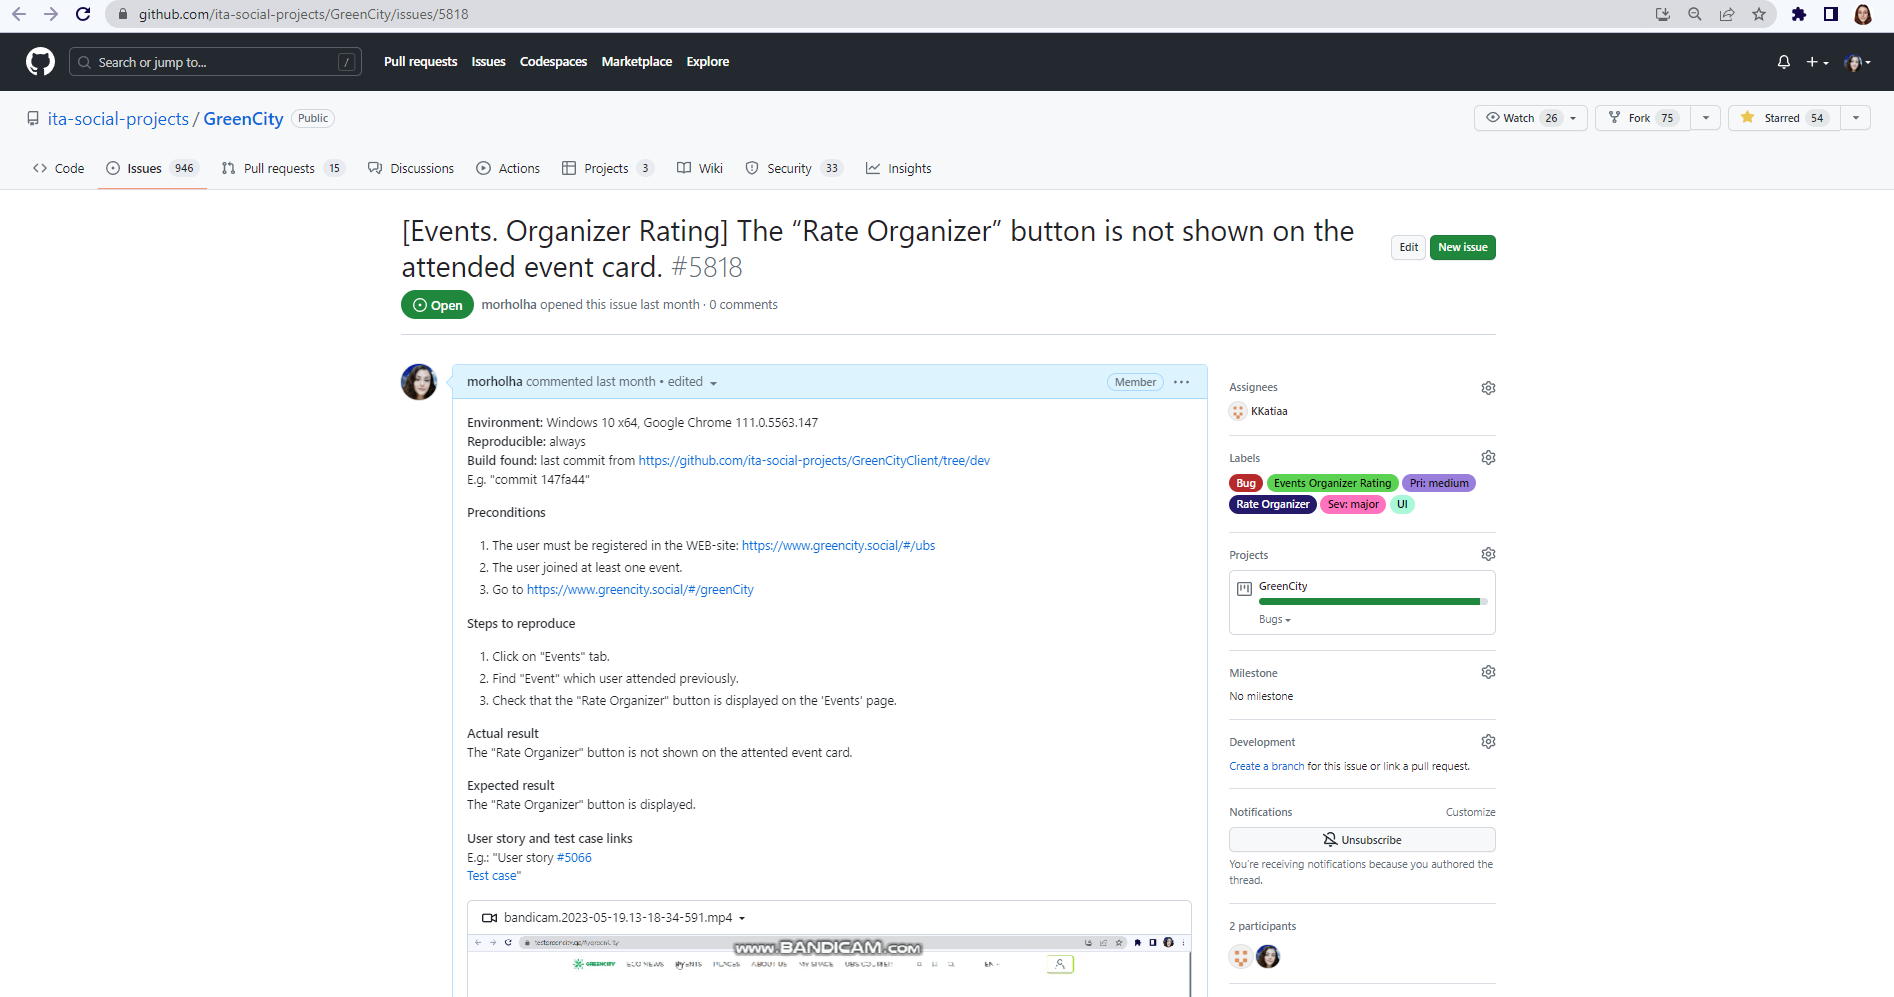 github.com/ita-social-projects/GreenCity/issues/5818
Search or jump to... /
Pull requests Issues Codespaces Marketplace Explore
ita-social-projects / GreenCity Public
Watch 26 Fork 75 Starred 54
Code Issues 946 Pull requests 15 Discussions Actions Projects 3 Wiki Security 33 Insights
[Events. Organizer Rating] The “Rate Organizer” button is not shown on the
attended event card. #5818
Edit New issue
Open morholha opened this issue last month · 0 comments
morholha commented last month • edited Member
Environment: Windows 10 x64, Google Chrome 111.0.5563.147
Reproducible: always
Build found: last commit from https://github.com/ita-social-projects/GreenCityClient/tree/dev
E.g. "commit 147fa44"
Preconditions
1. The user must be registered in the WEB-site: https://www.greencity.social/#/ubs
2. The user joined at least one event.
3. Go to https://www.greencity.social/#/greenCity
Steps to reproduce
1. Click on "Events" tab.
2. Find "Event" which user attended previously.
3. Check that the "Rate Organizer" button is displayed on the 'Events' page.
Actual result
The "Rate Organizer" button is not shown on the attented event card.
Expected result
The "Rate Organizer" button is displayed.
User story and test case links
E.g.: "User story #5066
Test case"
bandicam.2023-05-19.13-18-34-591.mp4
www.BANDICAM.com
GREENCITY ECO NEWS EVENTS PLACES ABOUT US MY SPACE UBS COURIER EN
Assignees
KKatiaa
Labels
Bug Events Organizer Rating Pri: medium
Rate Organizer Sev: major UI
Projects
GreenCity
Bugs
Milestone
No milestone
Development
Create a branch for this issue or link a pull request.
Notifications Customize
Unsubscribe
You're receiving notifications because you authored the
thread.
2 participants